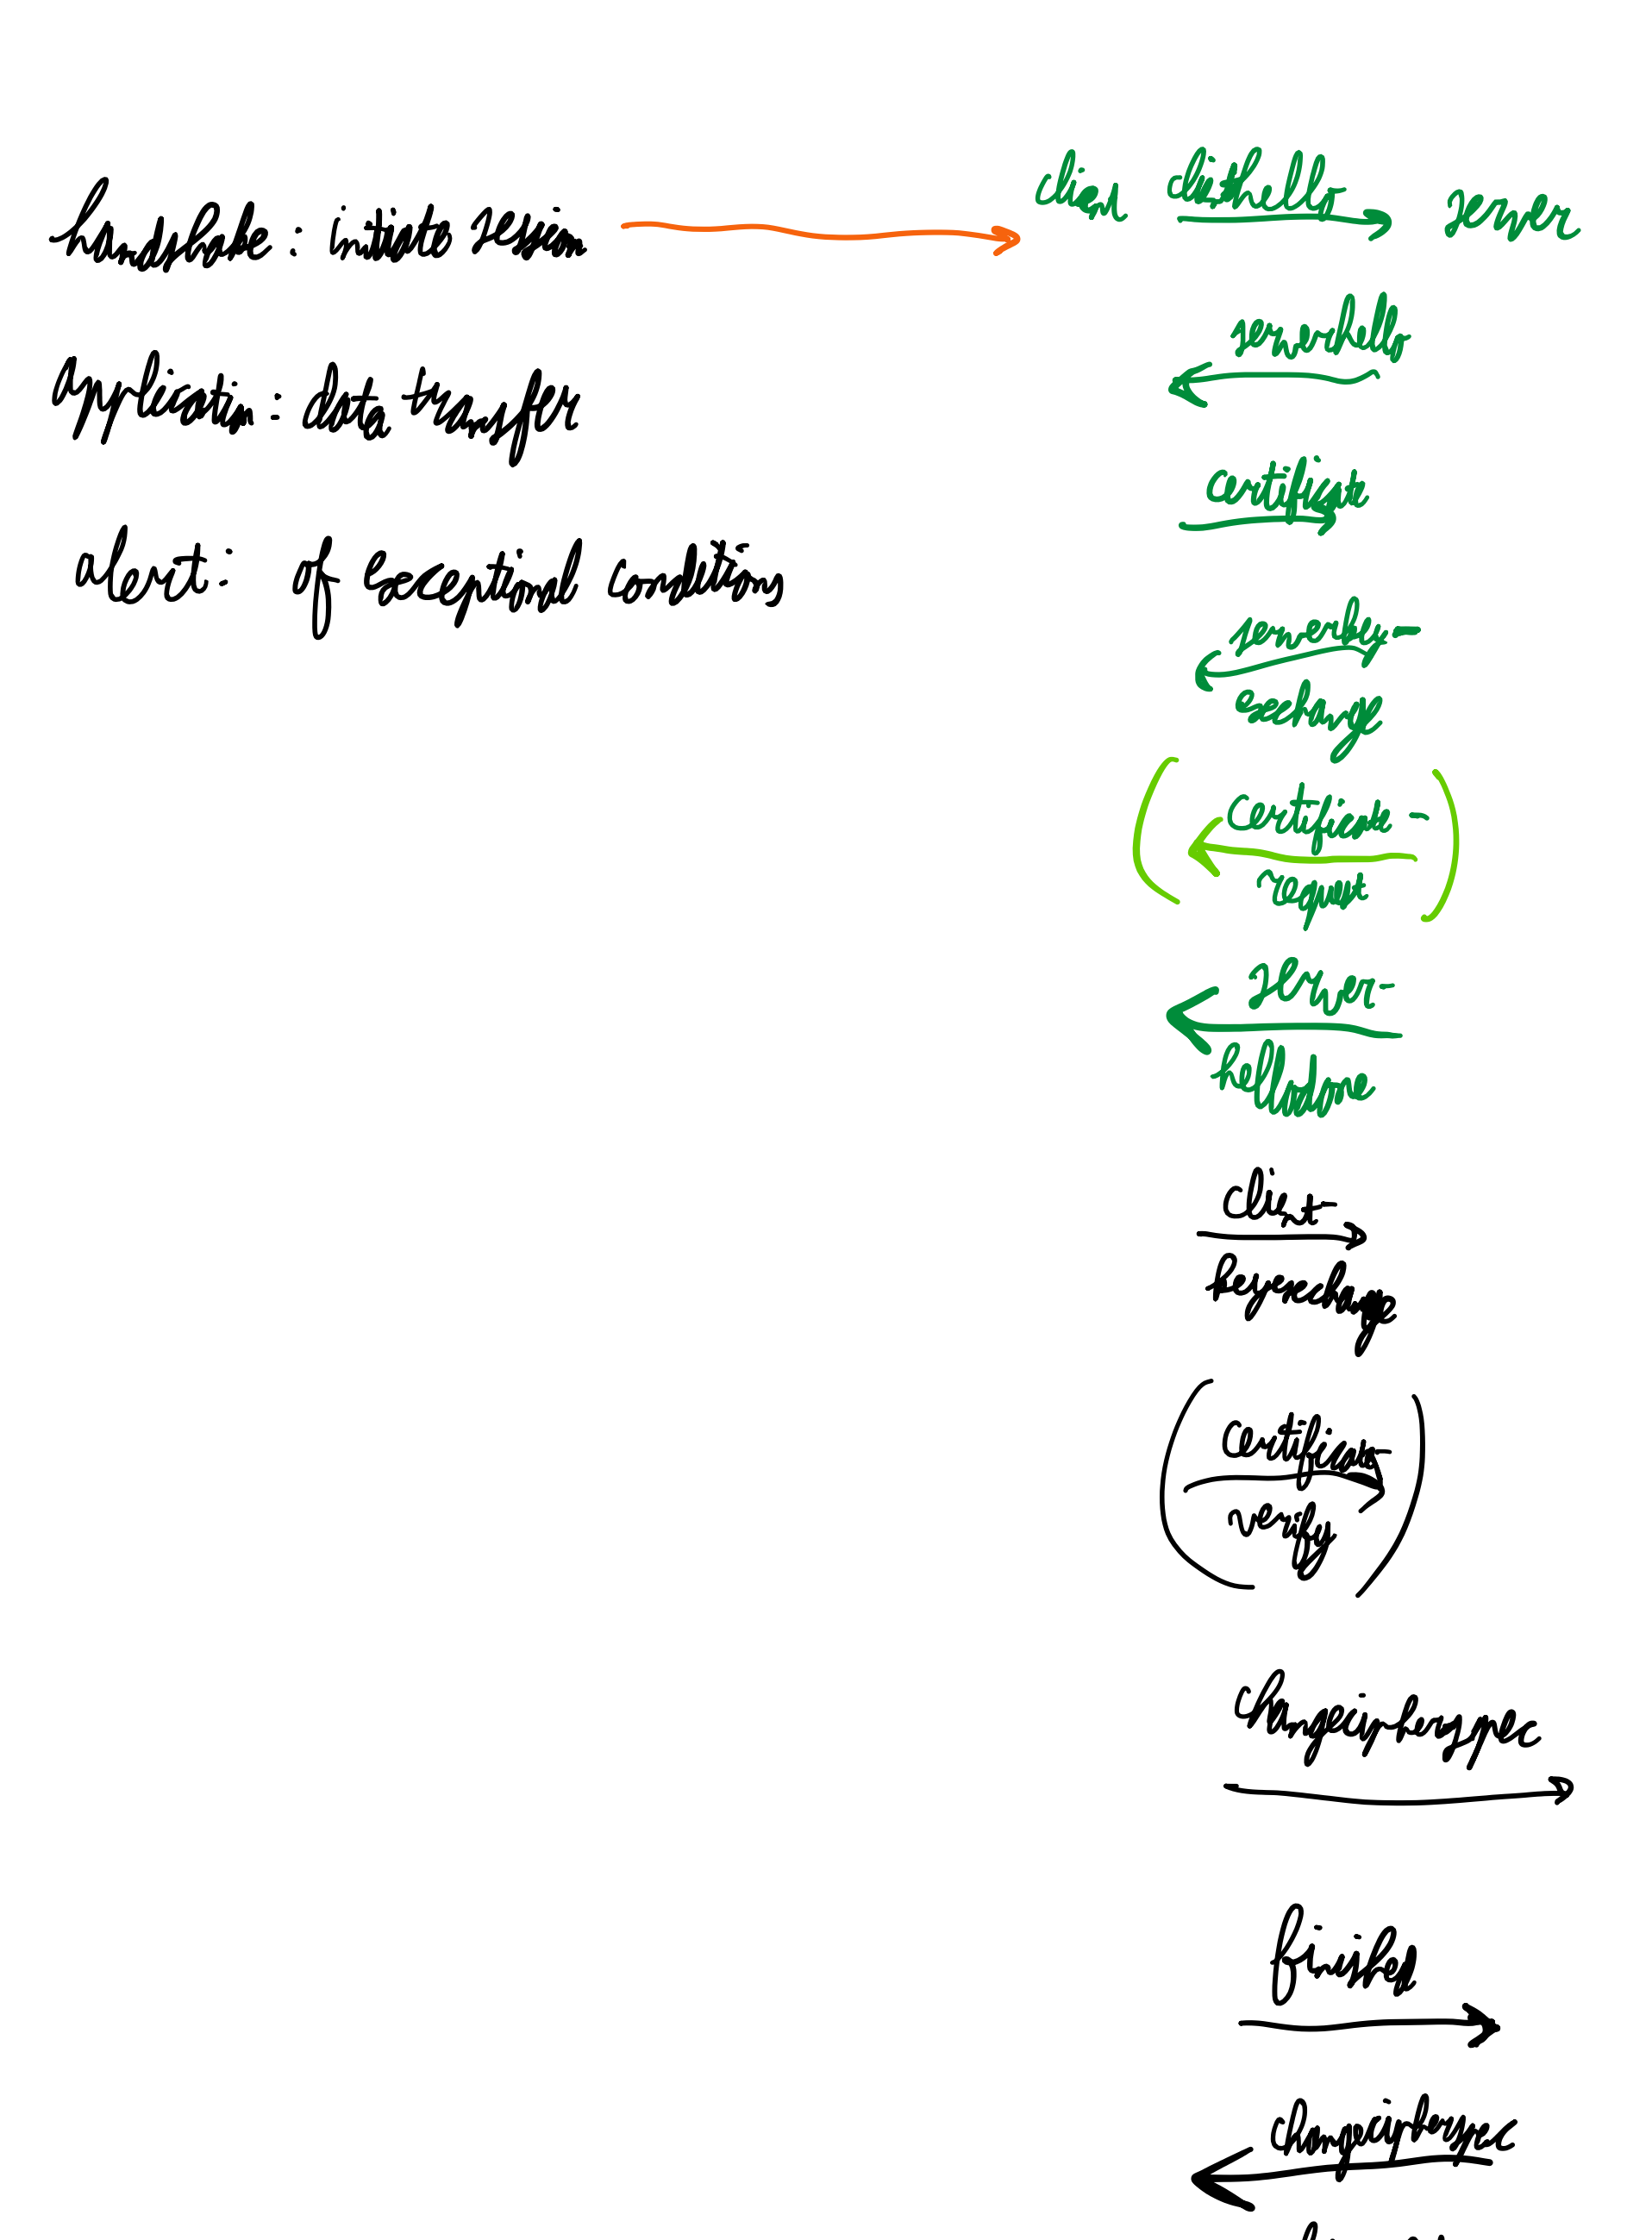 handshake : initiate session
client clienthello server
serverhello
Application : data transfer
certificate
alert : of exceptional conditions
serverkey-
exchange
(certificate-
request)
server-
hellodone
client-
keyexchange
(certificate-
verify)
changecipherspec
finished
changecipherspec